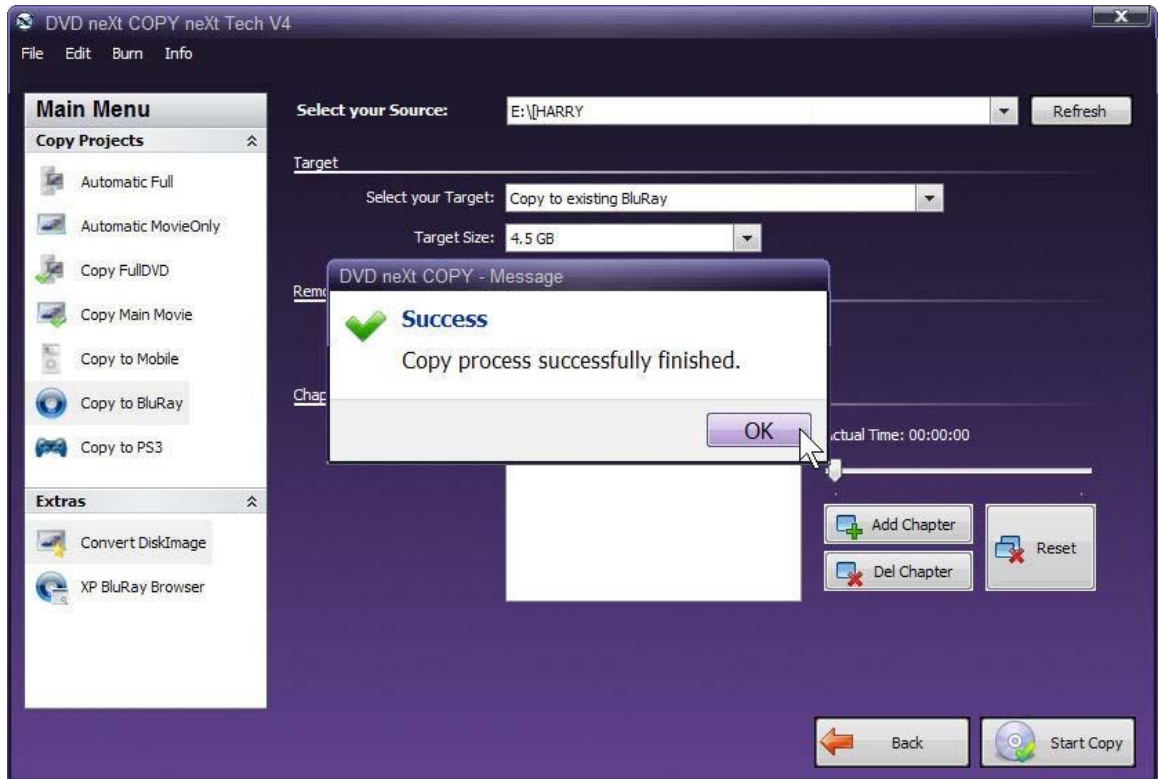 DVD neXt COPY neXt Tech V4
X
File Edit Burn Info
Main Menu
Copy Projects
Automatic Full
Automatic MovieOnly
Copy FullDVD
Copy Main Movie
Copy to Mobile
Copy to BluRay
Copy to PS3
Extras
Convert DiskImage
XP BluRay Browser
Select your Source: E:\[HARRY Refresh
Target
Select your Target: Copy to existing BluRay
Target Size: 4.5 GB
DVD neXt COPY - Message
Success
Copy process successfully finished.
OK
Actual Time: 00:00:00
Add Chapter
Del Chapter
Reset
Back
Start Copy